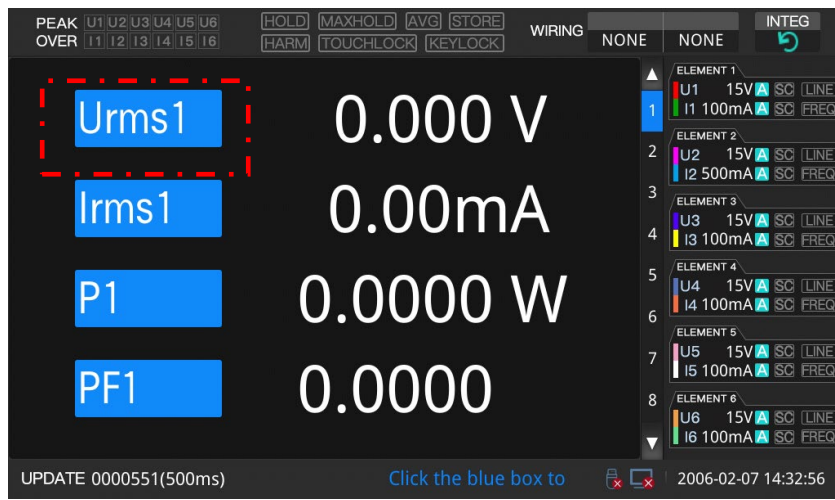 PEAK U1 U2 U3 U4 U5 U6 HOLD MAXHOLD AVG STORE WIRING INTEG
OVER I1 I2 I3 I4 I5 I6 HARM TOUCHLOCK KEYLOCK NONE NONE
Urms1 0.000 V
Irms1 0.00mA
P1 0.0000 W
PF1 0.0000
1
2
3
4
5
6
7
8
ELEMENT 1
U1 15V A SC LINE
I1 100mA A SC FREQ
ELEMENT 2
U2 15V A SC LINE
I2 500mA A SC FREQ
ELEMENT 3
U3 15V A SC LINE
I3 100mA A SC FREQ
ELEMENT 4
U4 15V A SC LINE
I4 100mA A SC FREQ
ELEMENT 5
U5 15V A SC LINE
I5 100mA A SC FREQ
ELEMENT 6
U6 15V A SC LINE
I6 100mA A SC FREQ
UPDATE 0000551(500ms) Click the blue box to 2006-02-07 14:32:56